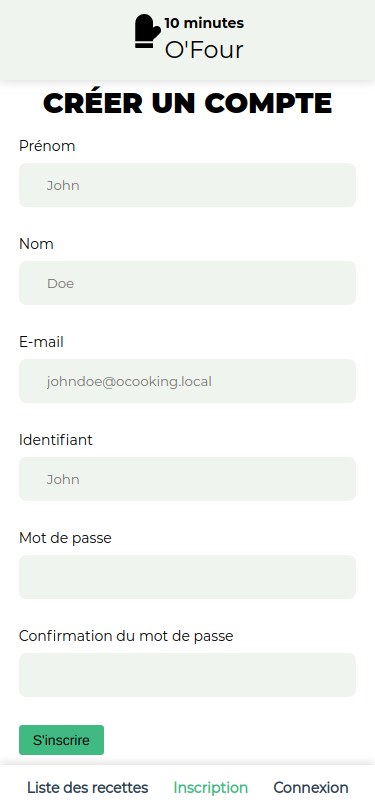 10 minutes
O'Four
CRÉER UN COMPTE
Prénom
John
Nom
Doe
E-mail
johndoe@ocooking.local
Identifiant
John
Mot de passe
Confirmation du mot de passe
S'inscrire
Liste des recettes Inscription Connexion